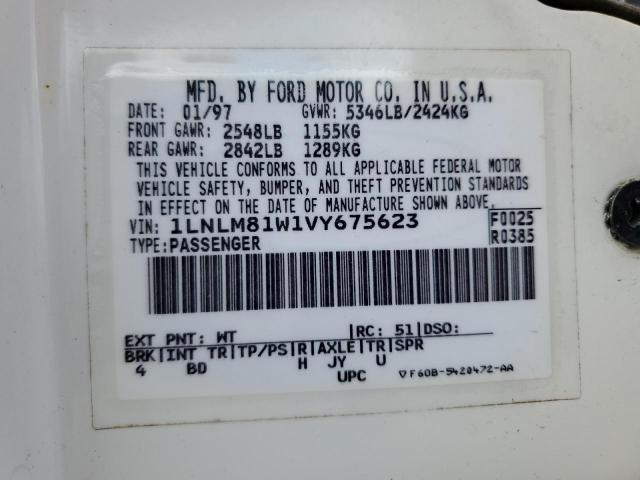 MFD. BY FORD MOTOR CO. IN U.S.A.
DATE: 01/97 GVWR: 5346LB/2424KG
FRONT GAWR: 2548LB 1155KG
REAR GAWR: 2842LB 1289KG
THIS VEHICLE CONFORMS TO ALL APPLICABLE FEDERAL MOTOR
VEHICLE SAFETY, BUMPER, AND THEFT PREVENTION STANDARDS
IN EFFECT ON THE DATE OF MANUFACTURE SHOWN ABOVE.
VIN: 1LNLM81W1VY675623 F0025
TYPE: PASSENGER R0385
EXT PNT: WT RC: 51 DSO:
BRK INT TR TP/PS R AXLE TR SPR
4 BD H JY U
UPC ▽F60B-5420472-AA